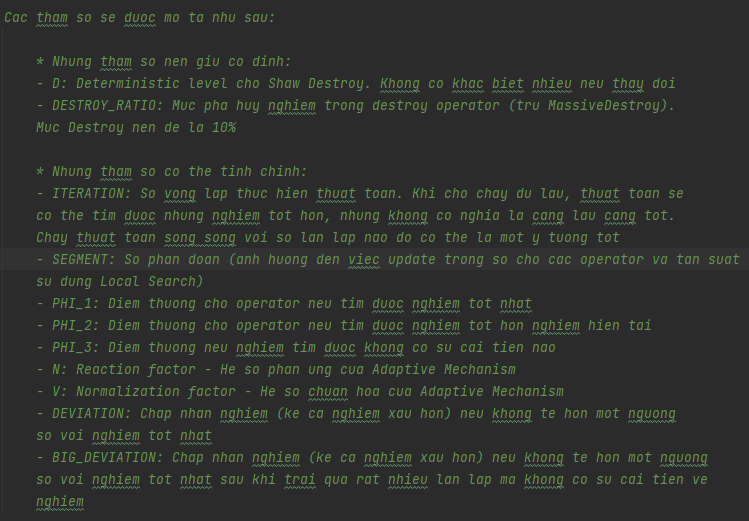 Cac tham so se duoc mo ta nhu sau:
* Nhung tham so nen giu co dinh:
- D: Deterministic level cho Shaw Destroy. Khong co khac biet nhieu neu thay doi
- DESTROY_RATIO: Muc pha huy nghiem trong destroy operator (tru MassiveDestroy).
Muc Destroy nen de la 10%
* Nhung tham so co the tinh chinh:
- ITERATION: So vong lap thuc hien thuat toan. Khi cho chay du lau, thuat toan se
co the tim duoc nhung nghiem tot hon, nhung khong co nghia la cang lau cang tot.
Chay thuat toan song song voi so lan lap nao do co the la mot y tuong tot
- SEGMENT: So phan doan (anh huong den viec update trong so cho cac operator va tan suat
su dung Local Search)
- PHI_1: Diem thuong cho operator neu tim duoc nghiem tot nhat
- PHI_2: Diem thuong cho operator neu tim duoc nghiem tot hon nghiem hien tai
- PHI_3: Diem thuong neu nghiem tim duoc khong co su cai tien nao
- N: Reaction factor - He so phan ung cua Adaptive Mechanism
- V: Normalization factor - He so chuan hoa cua Adaptive Mechanism
- DEVIATION: Chap nhan nghiem (ke ca nghiem xau hon) neu khong te hon mot nguong
so voi nghiem tot nhat
- BIG_DEVIATION: Chap nhan nghiem (ke ca nghiem xau hon) neu khong te hon mot nguong
so voi nghiem tot nhat sau khi trai qua rat nhieu lan lap ma khong co su cai tien ve
nghiem